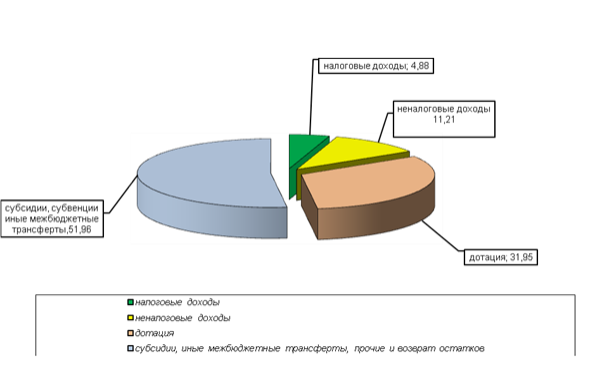 налоговые доходы; 4,88
неналоговые доходы
11,21
субсидии, субвенции
иные межбюджетные
трансферты,51,96
дотация; 31,95
налоговые доходы
неналоговые доходы
дотация
субсидии, иные межбюджетные трансферты, прочие и возврат остатков